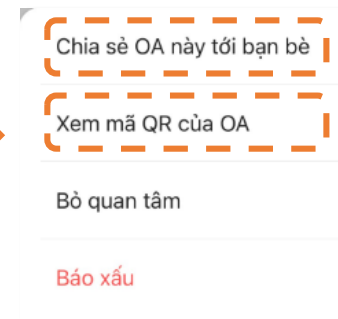 Chia sẻ OA này tới bạn bè
Xem mã QR của OA
Bỏ quan tâm
Báo xấu